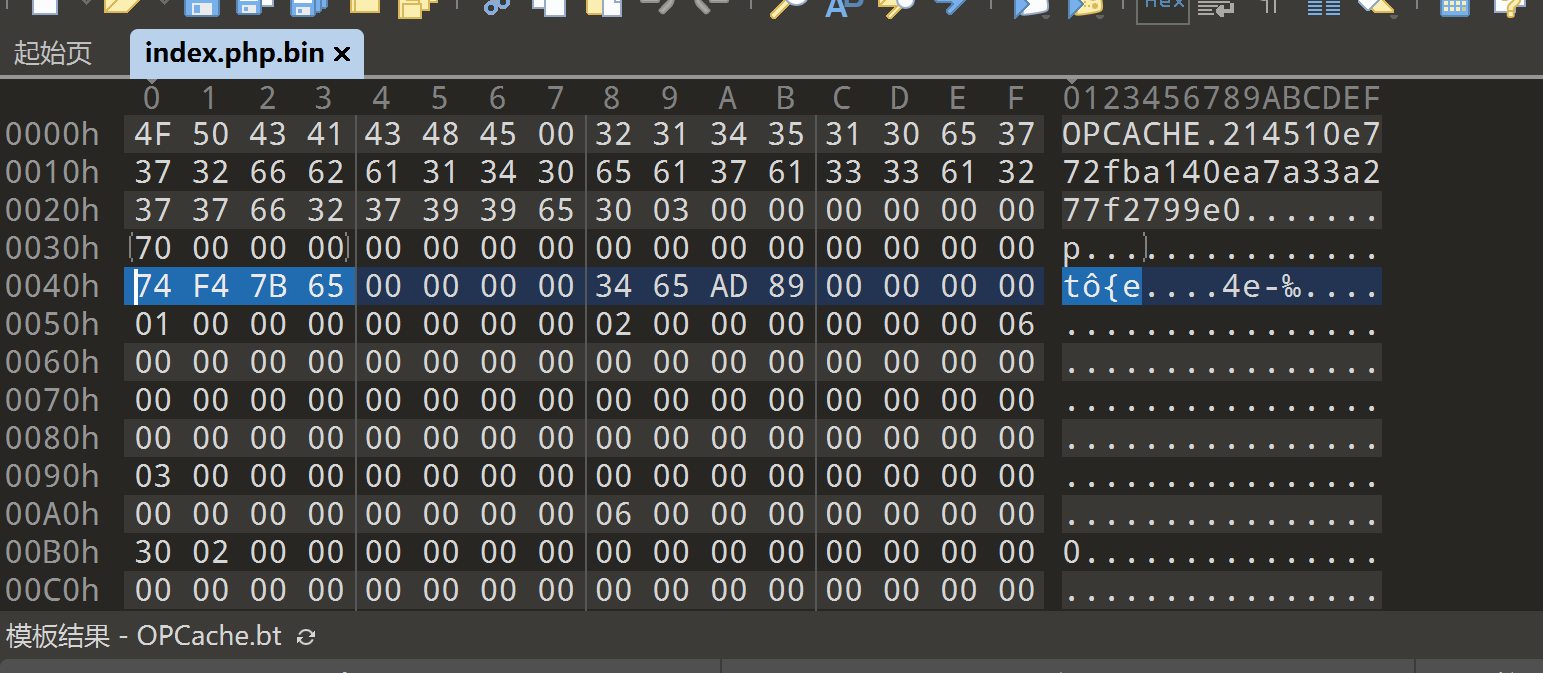 Hex
起始页 index.php.bin ×
0 1 2 3 4 5 6 7 8 9 A B C D E F 0123456789ABCDEF
0000h 4F 50 43 41 43 48 45 00 32 31 34 35 31 30 65 37 OPCACHE.214510e7
0010h 37 32 66 62 61 31 34 30 65 61 37 61 33 33 61 32 72fba140ea7a33a2
0020h 37 37 66 32 37 39 39 65 30 03 00 00 00 00 00 00 77f2799e0.......
0030h 70 00 00 00 00 00 00 00 00 00 00 00 00 00 00 00 p...............
0040h 74 F4 7B 65 00 00 00 00 34 65 AD 89 00 00 00 00 tô{e....4e-‰....
0050h 01 00 00 00 00 00 00 00 02 00 00 00 00 00 00 06 ................
0060h 00 00 00 00 00 00 00 00 00 00 00 00 00 00 00 00 ................
0070h 00 00 00 00 00 00 00 00 00 00 00 00 00 00 00 00 ................
0080h 00 00 00 00 00 00 00 00 00 00 00 00 00 00 00 00 ................
0090h 03 00 00 00 00 00 00 00 00 00 00 00 00 00 00 00 ................
00A0h 00 00 00 00 00 00 00 00 06 00 00 00 00 00 00 00 ................
00B0h 30 02 00 00 00 00 00 00 00 00 00 00 00 00 00 00 0...............
00C0h 00 00 00 00 00 00 00 00 00 00 00 00 00 00 00 00 ................
模板结果 - OPCache.bt